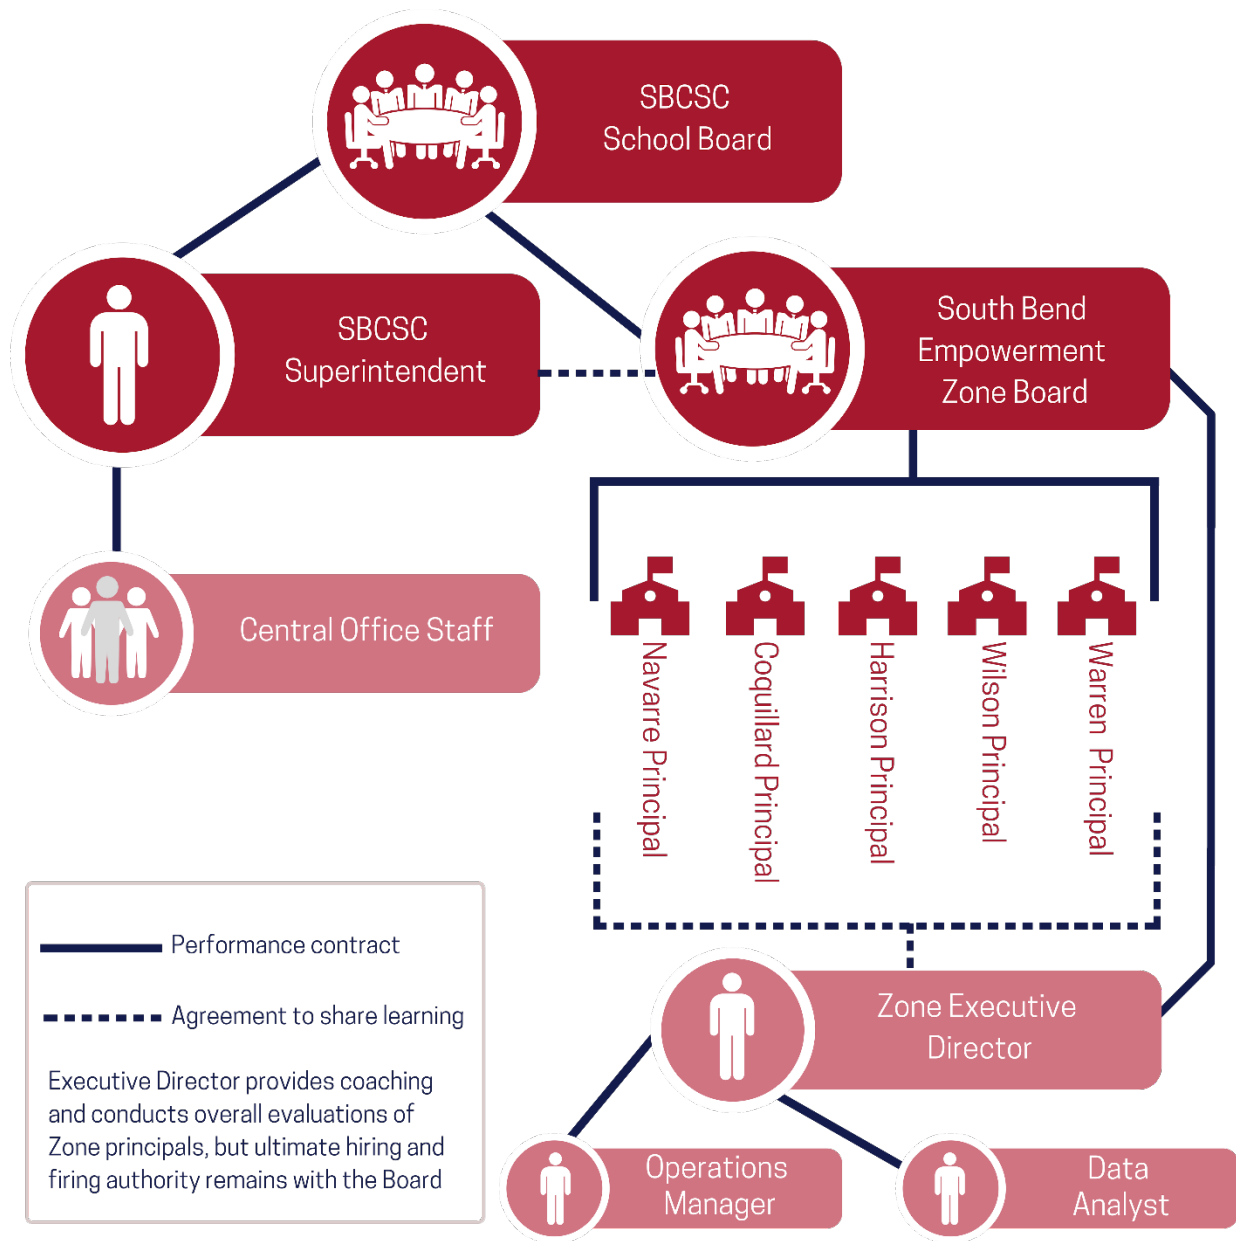 SBCSC
School Board
SBCSC
Superintendent
South Bend
Empowerment
Zone Board
Central Office Staff
Navarre Principal
Coquillard Principal
Harrison Principal
Wilson Principal
Warren Principal
Performance contract
Agreement to share learning
Executive Director provides coaching
and conducts overall evaluations of
Zone principals, but ultimate hiring and
firing authority remains with the Board
Zone Executive
Director
Operations
Manager
Data
Analyst